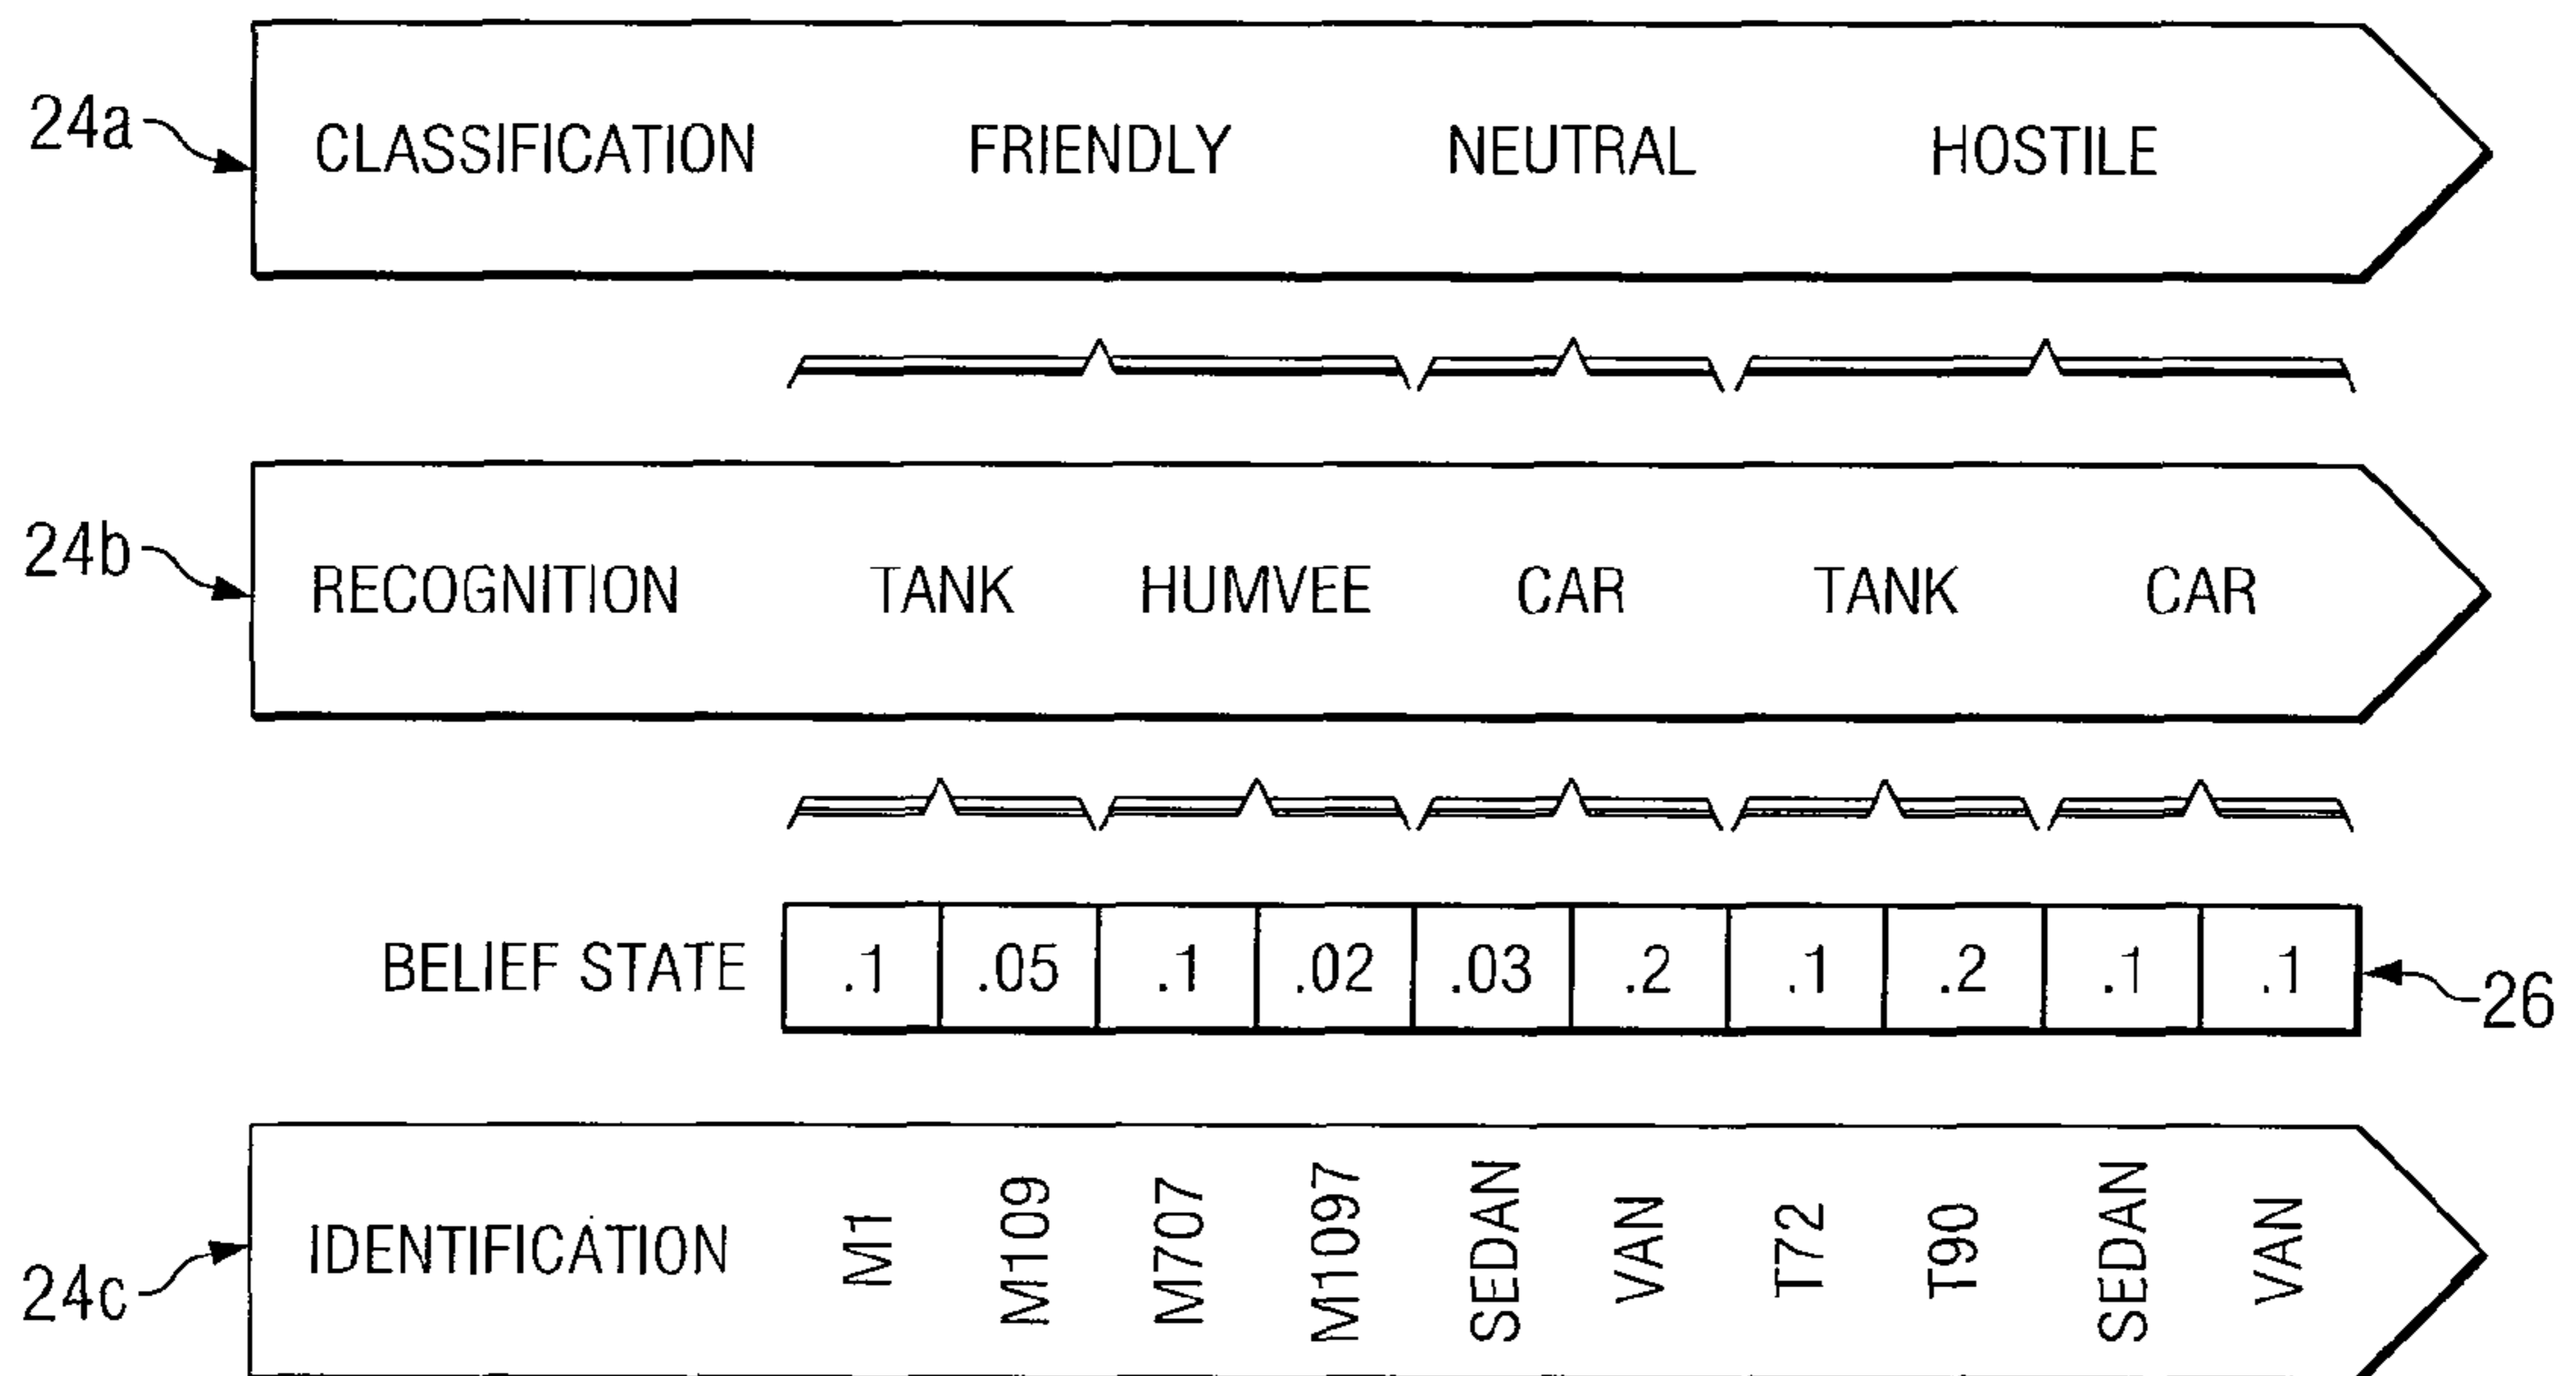 24a CLASSIFICATION FRIENDLY NEUTRAL HOSTILE
24b RECOGNITION TANK HUMVEE CAR TANK CAR
BELIEF STATE .1 .05 .1 .02 .03 .2 .1 .2 .1 .1 26
24c IDENTIFICATION M1 M109 M707 M1097 SEDAN VAN T72 T90 SEDAN VAN